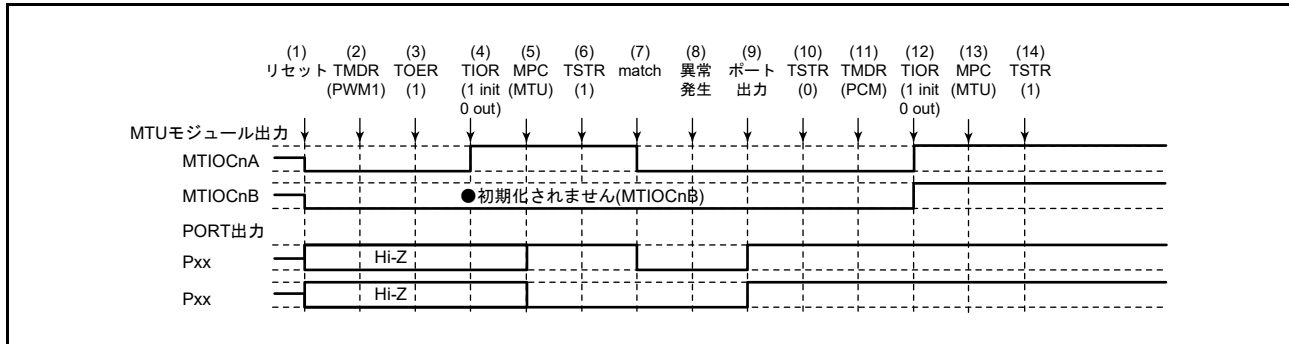 (1) (2) (3) (4) (5) (6) (7) (8) (9) (10) (11) (12) (13) (14)
リセット TMDR TOER TIOR MPC TSTR match 異常 ポート TSTR TMDR TIOR MPC TSTR
(PWM1) (1) (1 init (MTU) (1) 発生 出力 (0) (PCM) (1 init (MTU) (1)
0 out) 0 out)
MTUモジュール出力
MTIOCnA
MTIOCnB ●初期化されません(MTIOCnB)
PORT出力
Pxx Hi-Z
Pxx Hi-Z